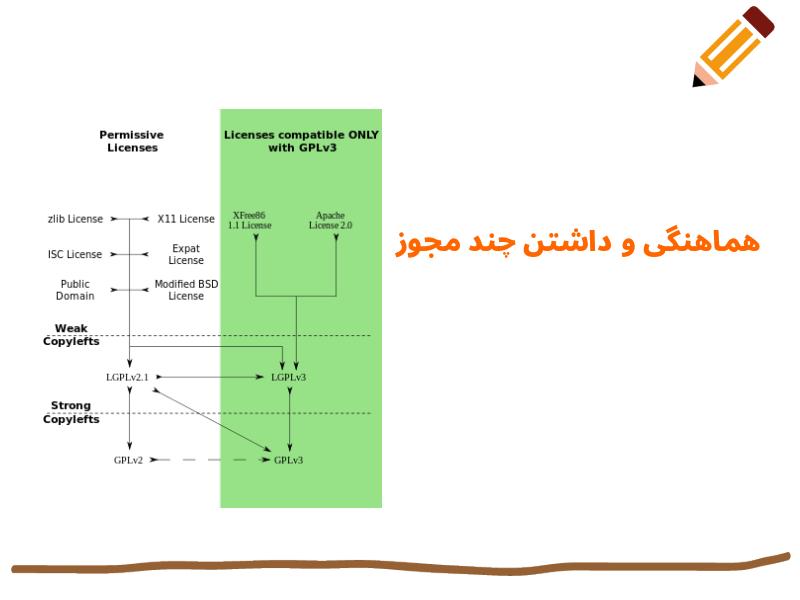 هماهنگی و داشتن چند مجوز
Permissive
Licenses
Licenses compatible ONLY
with GPLv3
zlib License
X11 License
XFree86
1.1 License
Apache
License 2.0
ISC License
Expat
License
Public
Domain
Modified BSD
License
Weak
Copylefts
LGPLv2.1
LGPLv3
Strong
Copylefts
GPLv2
GPLv3